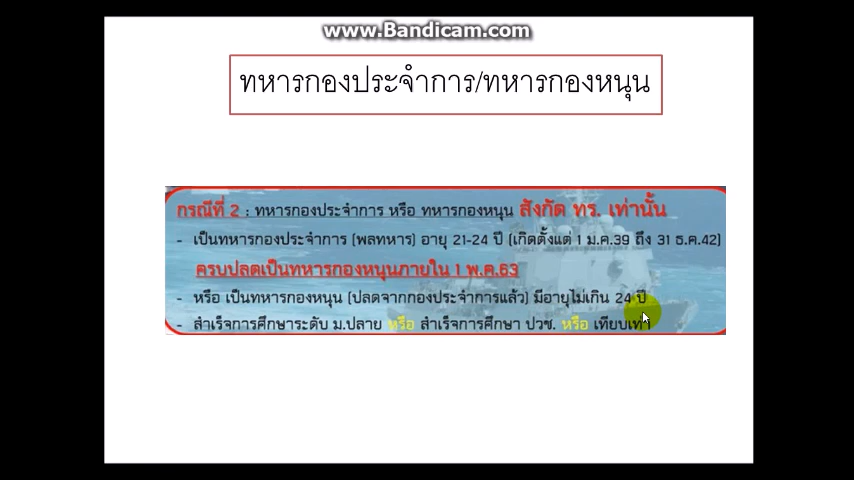 www.Bandicam.com
ทหารกองประจำการ/ทหารกองหนุน
กรณีที่ 2 : ทหารกองประจำการ หรือ ทหารกองหนุน สังกัด ทร. เท่านั้น
- เป็นทหารกองประจำการ (พลทหาร) อายุ 21-24 ปี (เกิดตั้งแต่ 1 ม.ค.39 ถึง 31 ธ.ค.42)
ครบปลดเป็นทหารกองหนุนภายใน 1 พ.ค.63
- หรือ เป็นทหารกองหนุน (ปลดจากกองประจำการแล้ว) มีอายุไม่เกิน 24 ปี
- สำเร็จการศึกษาระดับ ม.ปลาย หรือ สำเร็จการศึกษา ปวช. หรือ เทียบเท่า